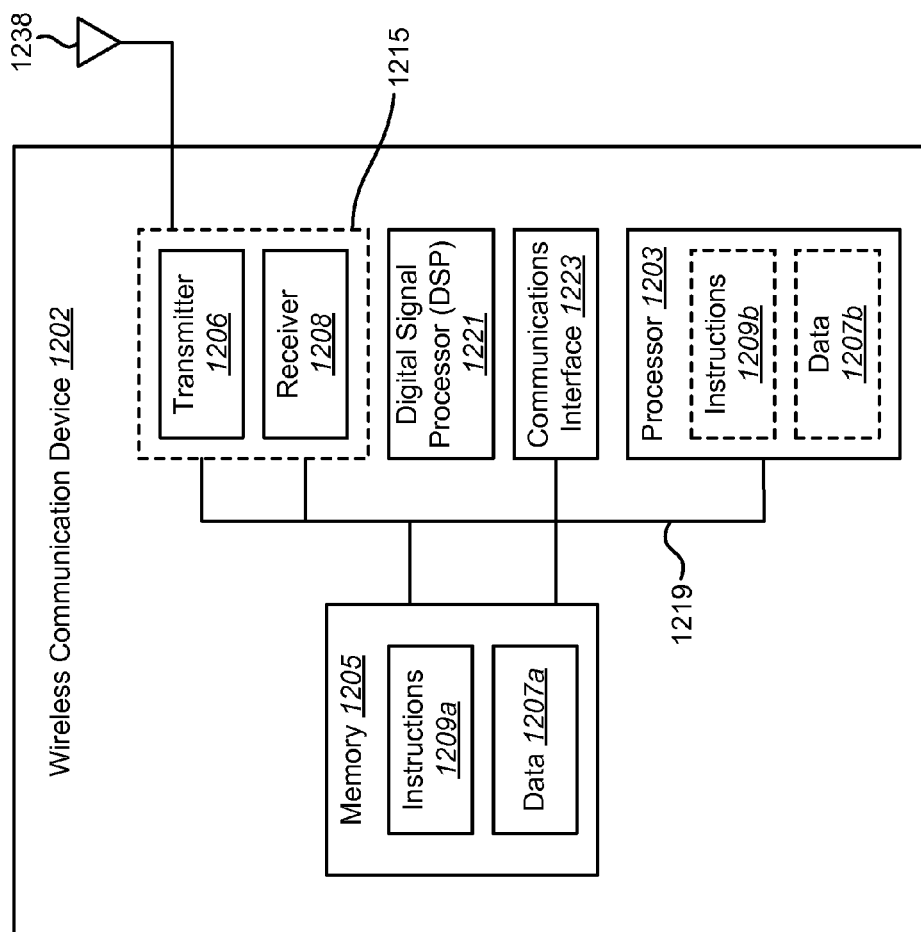 Wireless Communication Device 1202
1238
1215
Transmitter
1206
Receiver
1208
Digital Signal
Processor (DSP)
1221
Communications
Interface 1223
Processor 1203
Instructions
1209b
Data
1207b
Memory 1205
Instructions
1209a
Data 1207a
1219